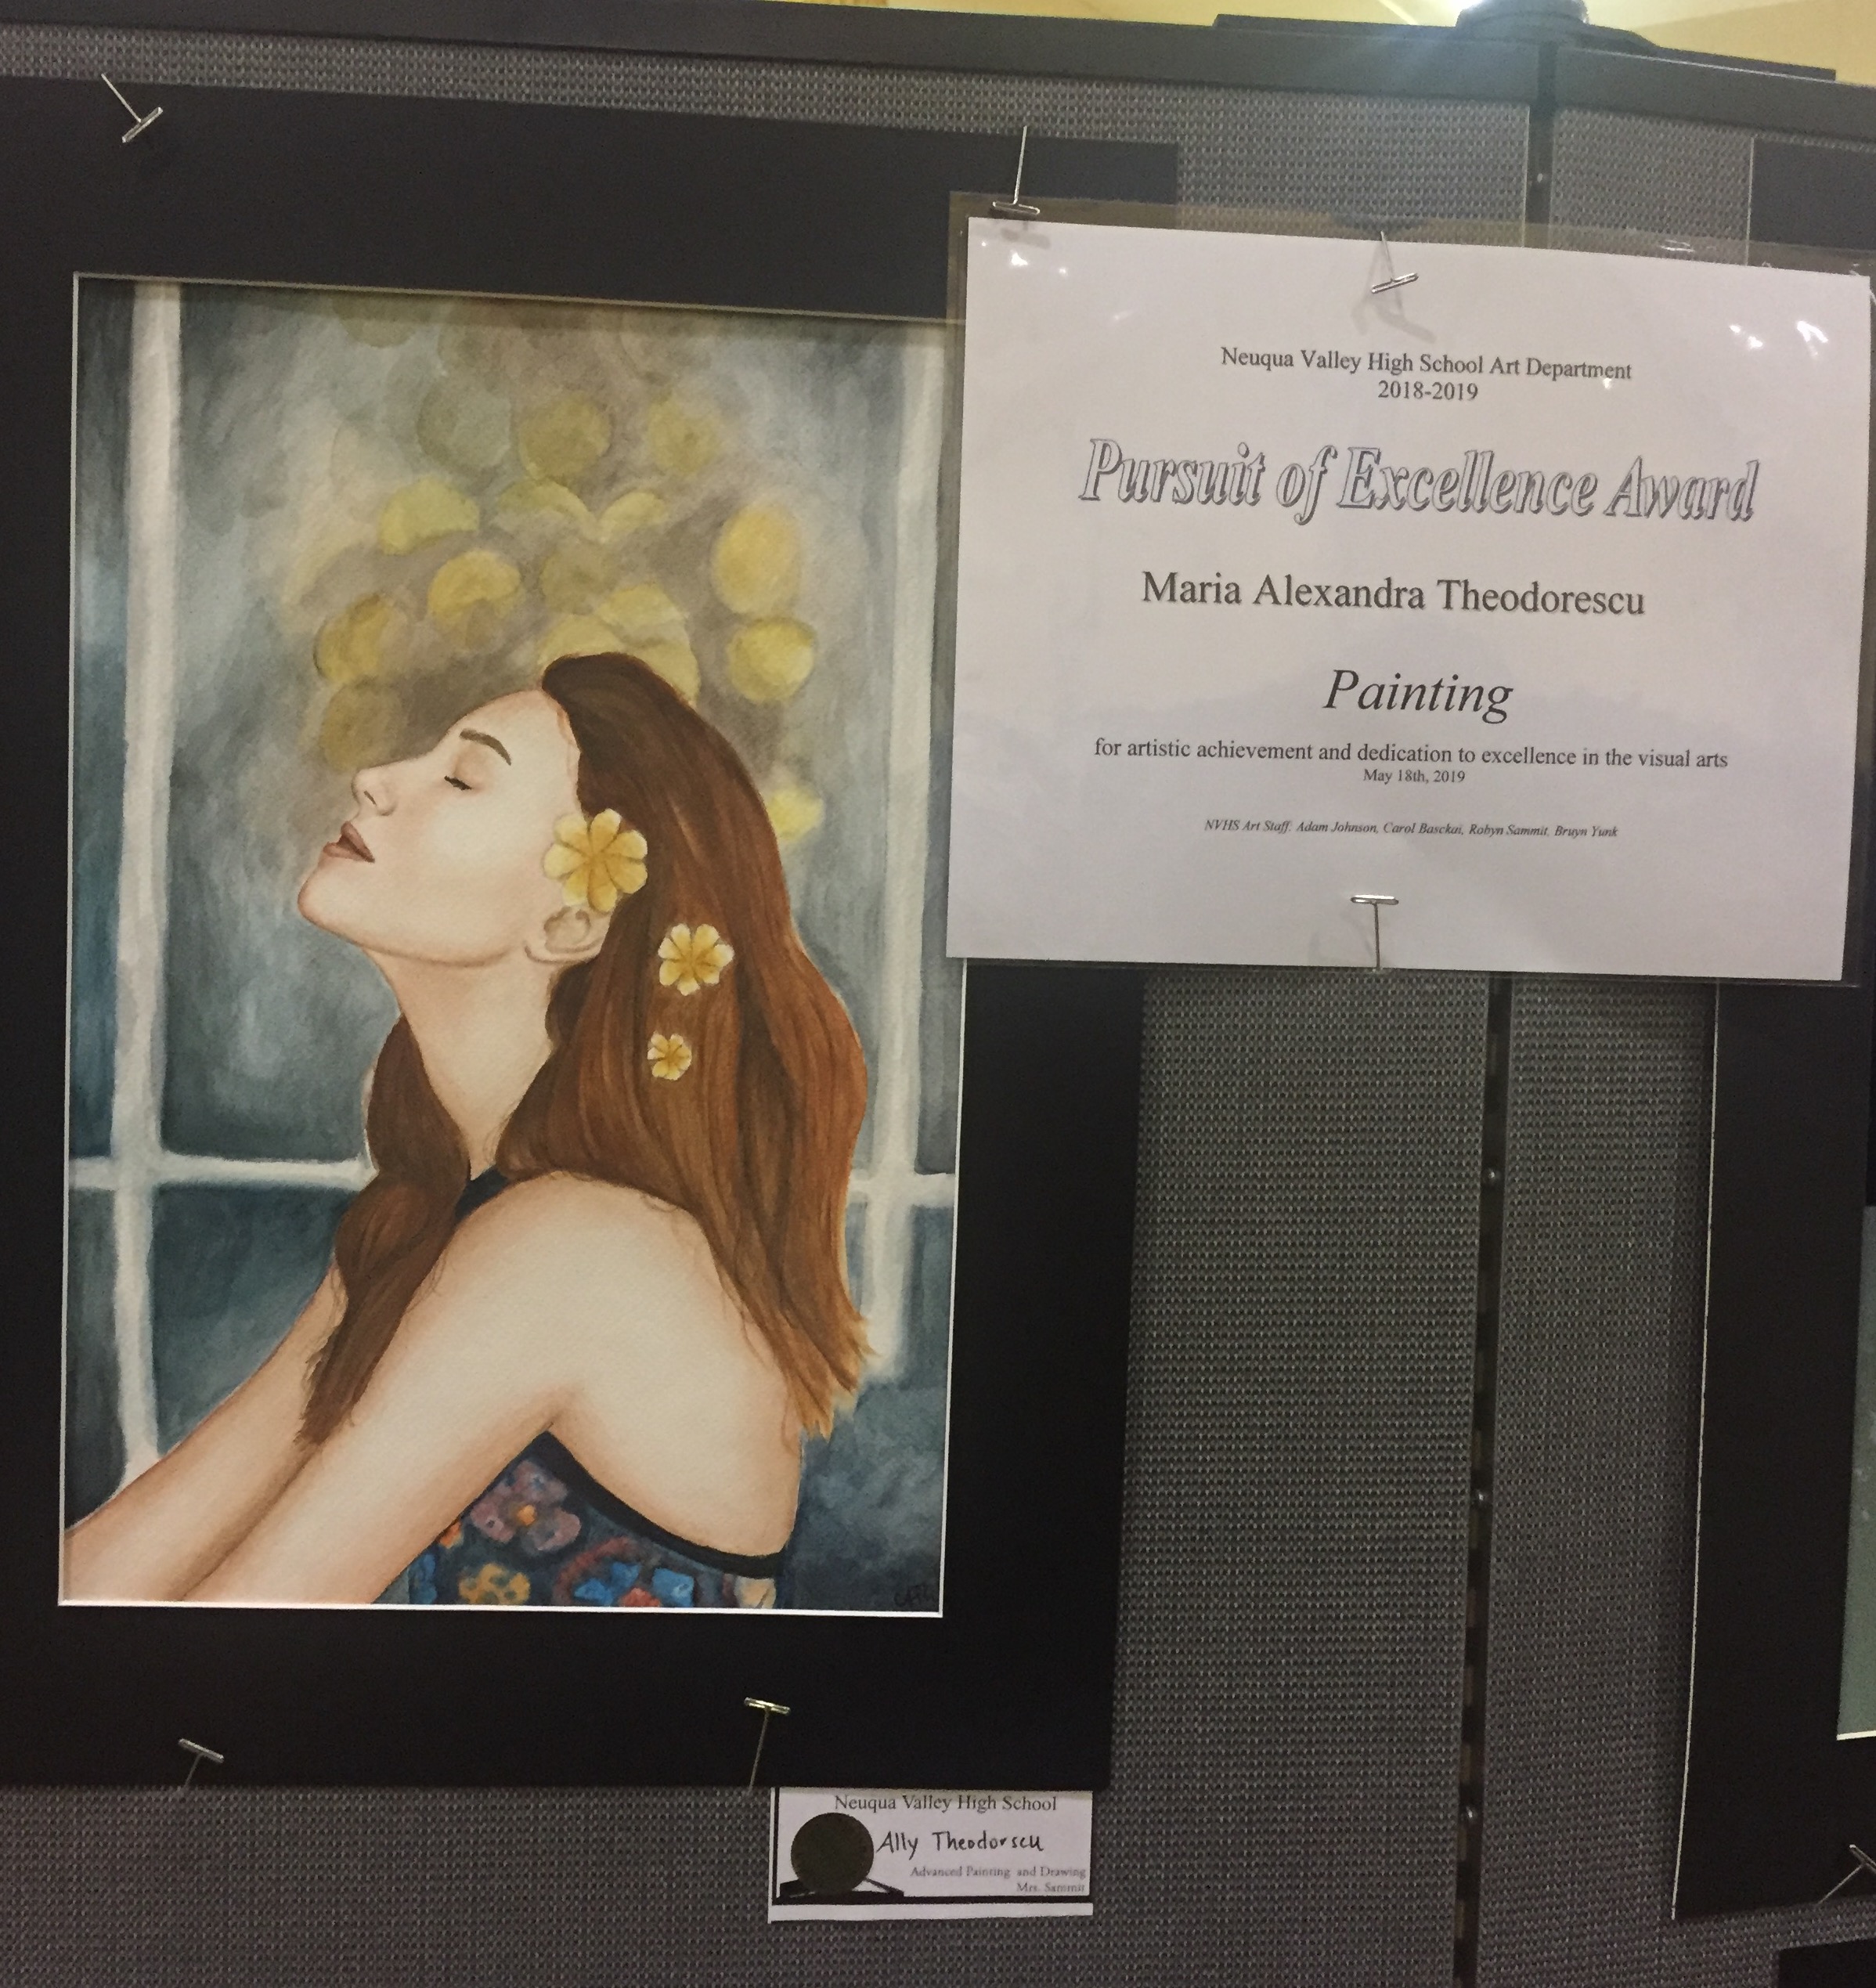 Neuqua Valley High School Art Department
2018-2019
Pursuit of Excellence Award
Maria Alexandra Theodorescu
Painting
for artistic achievement and dedication to excellence in the visual arts
May 18th, 2019
NVHS Art Staff: Adam Johnson, Carol Basckai, Robyn Sammit, Bruyn Yunk
Neuqua Valley High School
Ally Theodorscu
Advanced Painting and Drawing
Mrs. Sammit